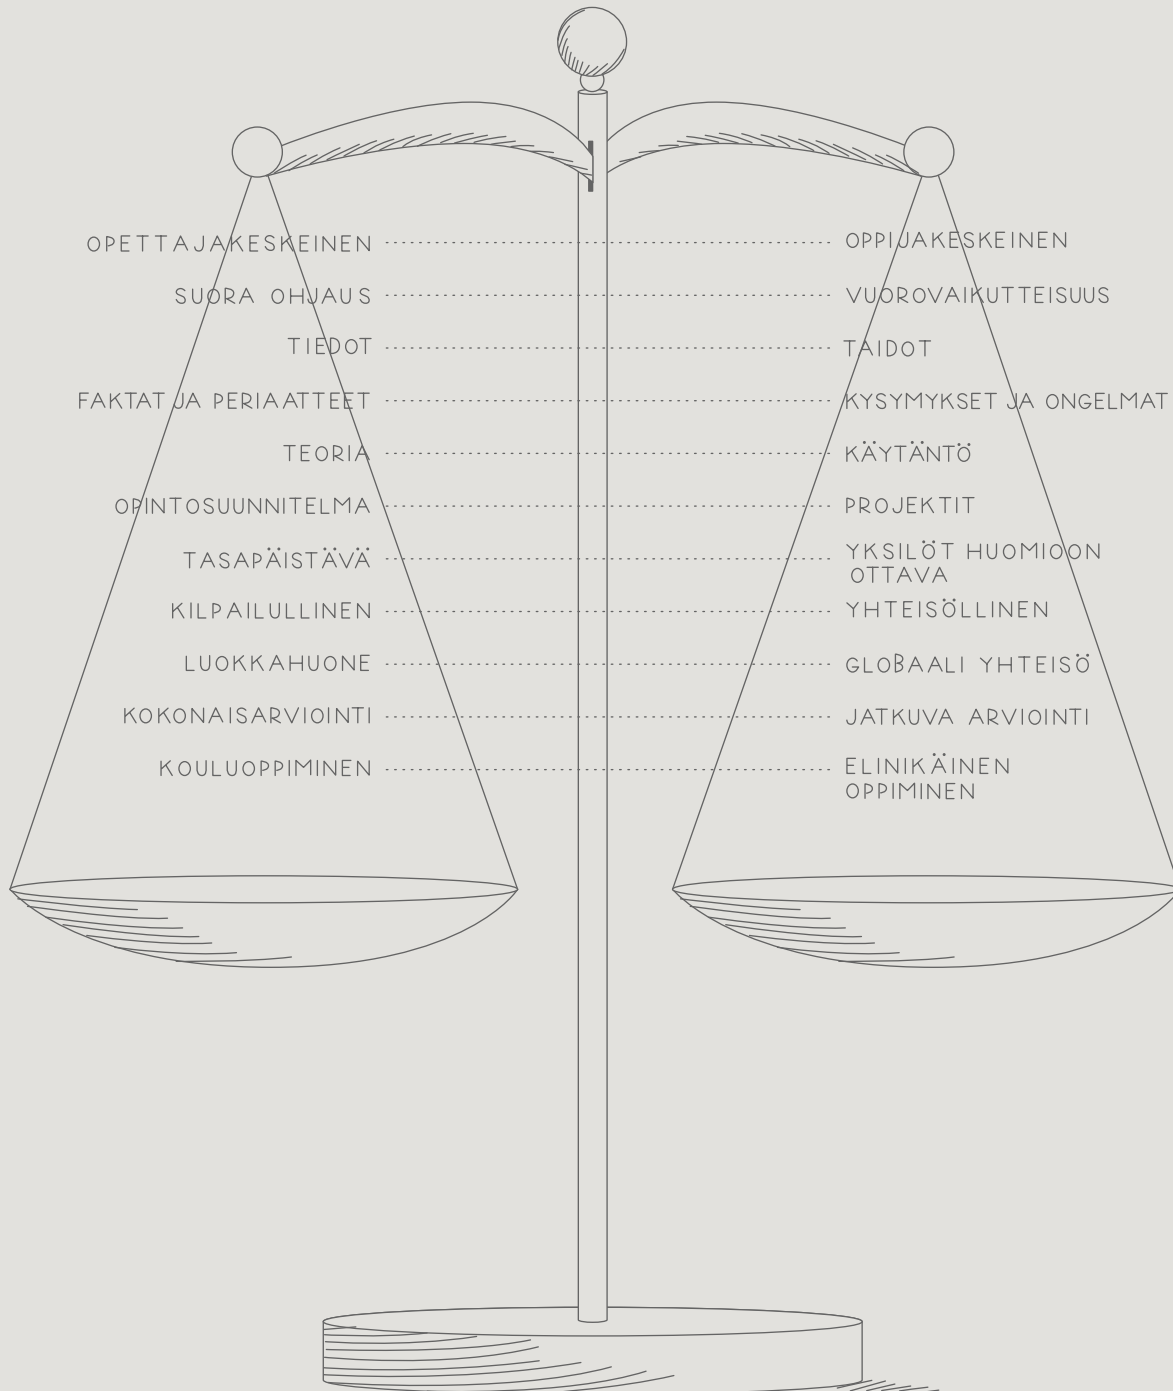 OPETTAJAKESKEINEN OPPIJAKESKEINEN
SUORA OHJAUS VUOROVAIKUTTEISUUS
TIEDOT TAIDOT
FAKTAT JA PERIAATTEET KYSYMYKSET JA ONGELMAT
TEORIA KÄYTÄNTÖ
OPINTOSUUNNITELMA PROJEKTIT
TASAPÄISTÄVÄ YKSILÖT HUOMIOON
OTTAVA
KILPAILULLINEN YHTEISÖLLINEN
LUOKKAHUONE GLOBAALI YHTEISÖ
KOKONAISARVIOINTI JATKUVA ARVIOINTI
KOULUOPPIMINEN ELINIKÄINEN
OPPIMINEN